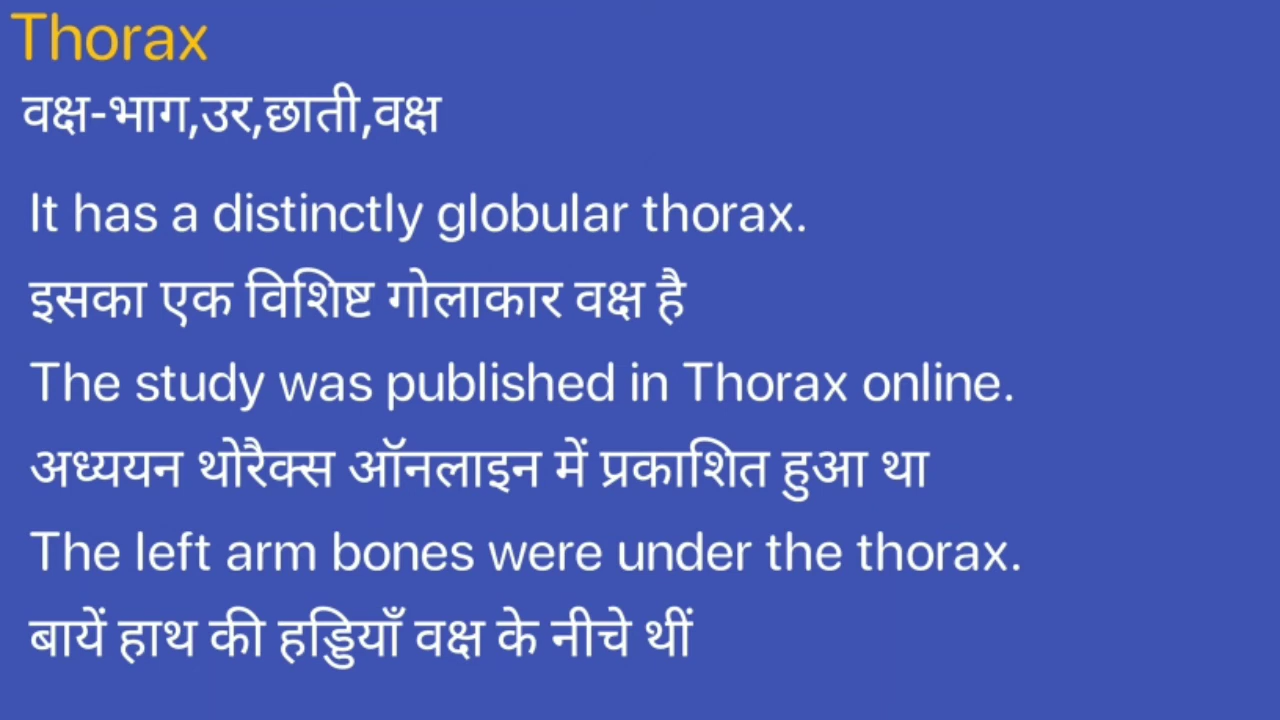 Thorax
वक्ष-भाग,उर,छाती,वक्ष
It has a distinctly globular thorax.
इसका एक विशिष्ट गोलाकार वक्ष है
The study was published in Thorax online.
अध्ययन थोरैक्स ऑनलाइन में प्रकाशित हुआ था
The left arm bones were under the thorax.
बायें हाथ की हड्डियाँ वक्ष के नीचे थीं